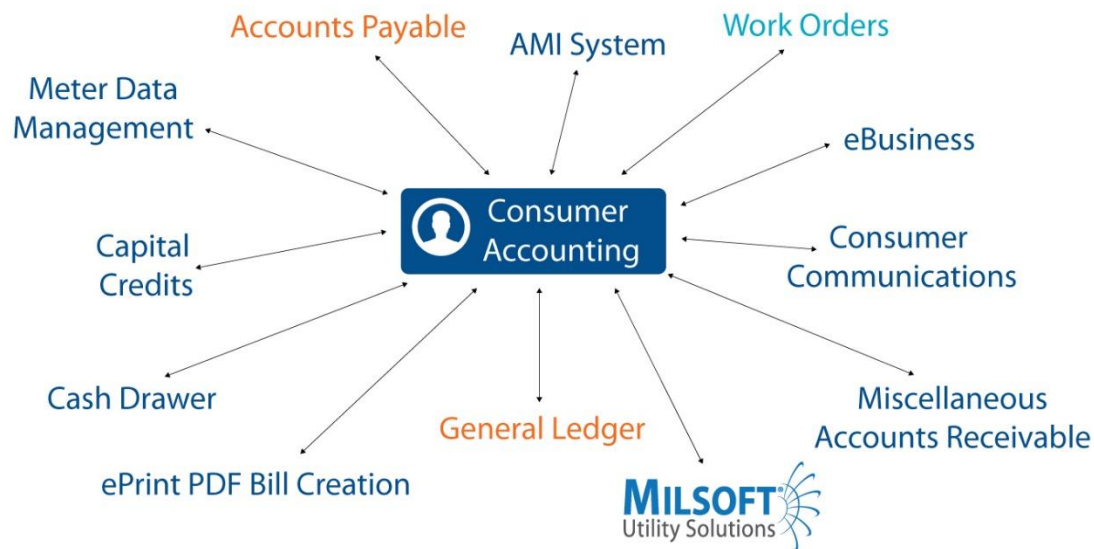 Accounts Payable
AMI System
Work Orders
Meter Data
Management
eBusiness
Consumer
Accounting
Capital
Credits
Consumer
Communications
Cash Drawer
General Ledger
Miscellaneous
Accounts Receivable
ePrint PDF Bill Creation
MILSOFT®
Utility Solutions